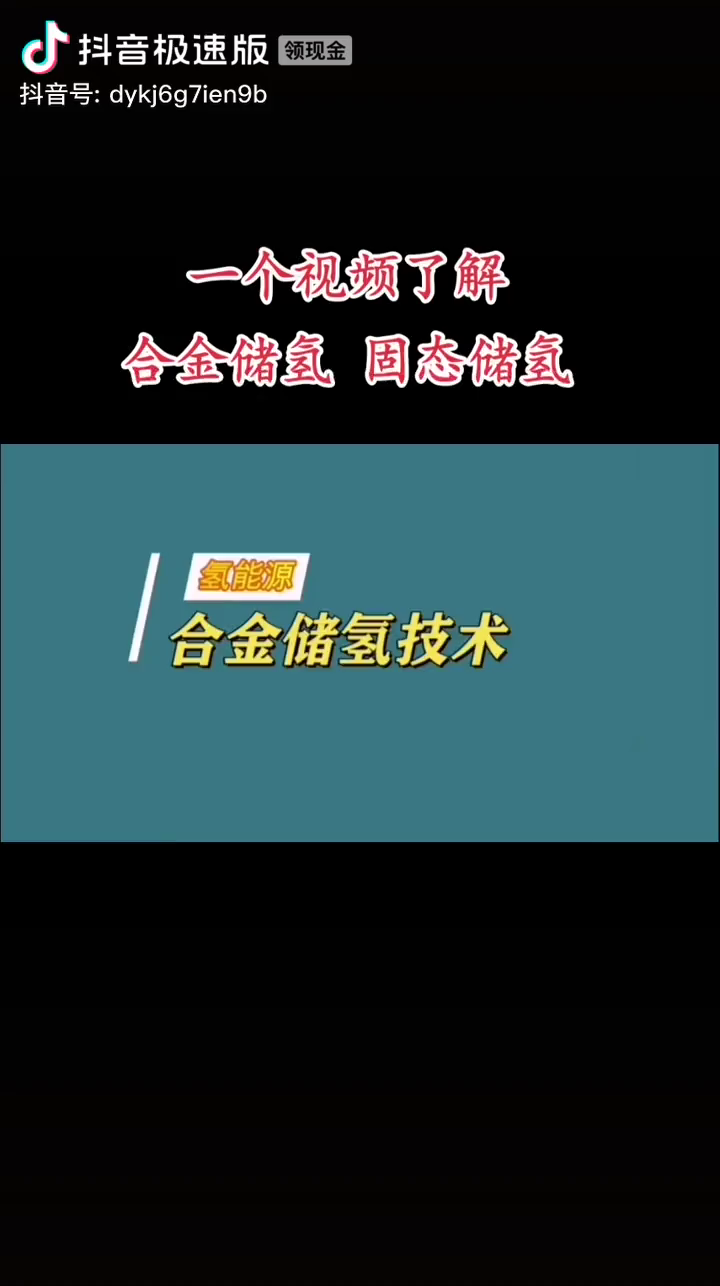 抖音极速版 领现金
抖音号: dykj6g7ien9b
一个视频了解
合金储氢 固态储氢
氢能源
合金储氢技术